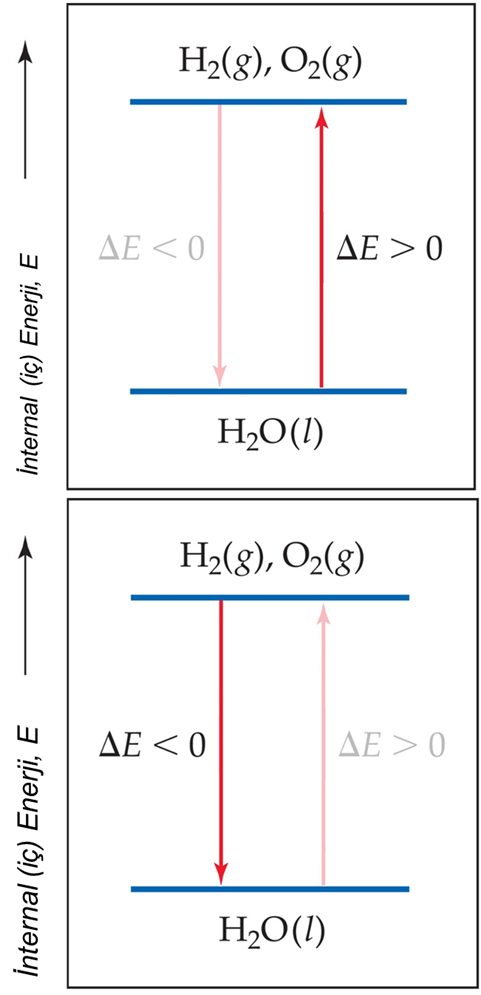 H₂(g), O₂(g)
ΔE < 0
ΔE > 0
H₂O(l)
İnternal (iç) Enerji, E
H₂(g), O₂(g)
ΔE < 0
ΔE > 0
H₂O(l)
İnternal (iç) Enerji, E